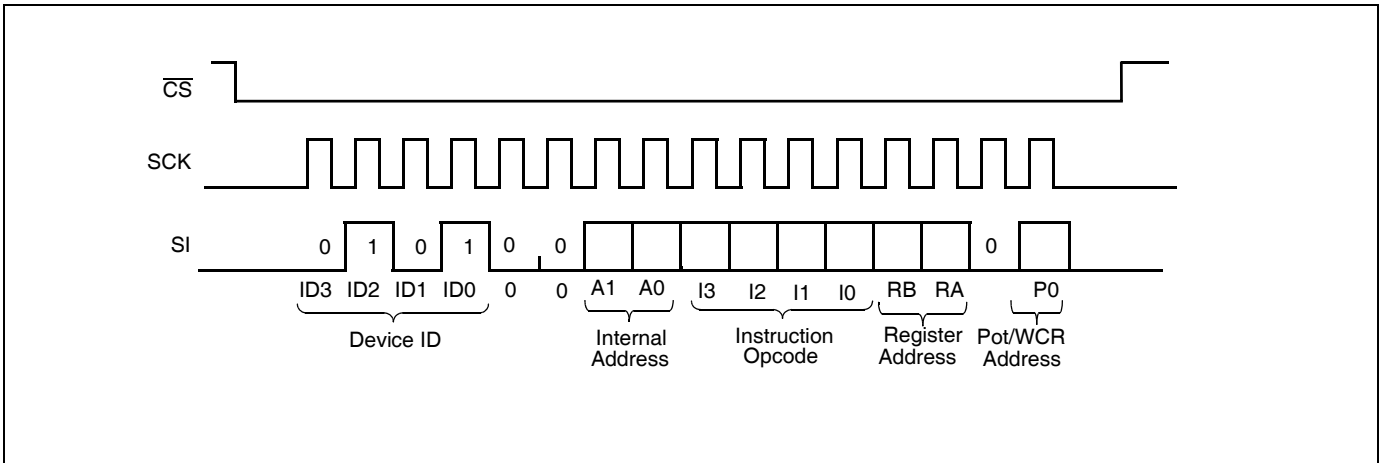 CS
SCK
SI
0 1 0 1 0 0 0
ID3 ID2 ID1 ID0 0 0 A1 A0 I3 I2 I1 I0 RB RA P0
Device ID
Internal
Address
Instruction
Opcode
Register
Address
Pot/WCR
Address